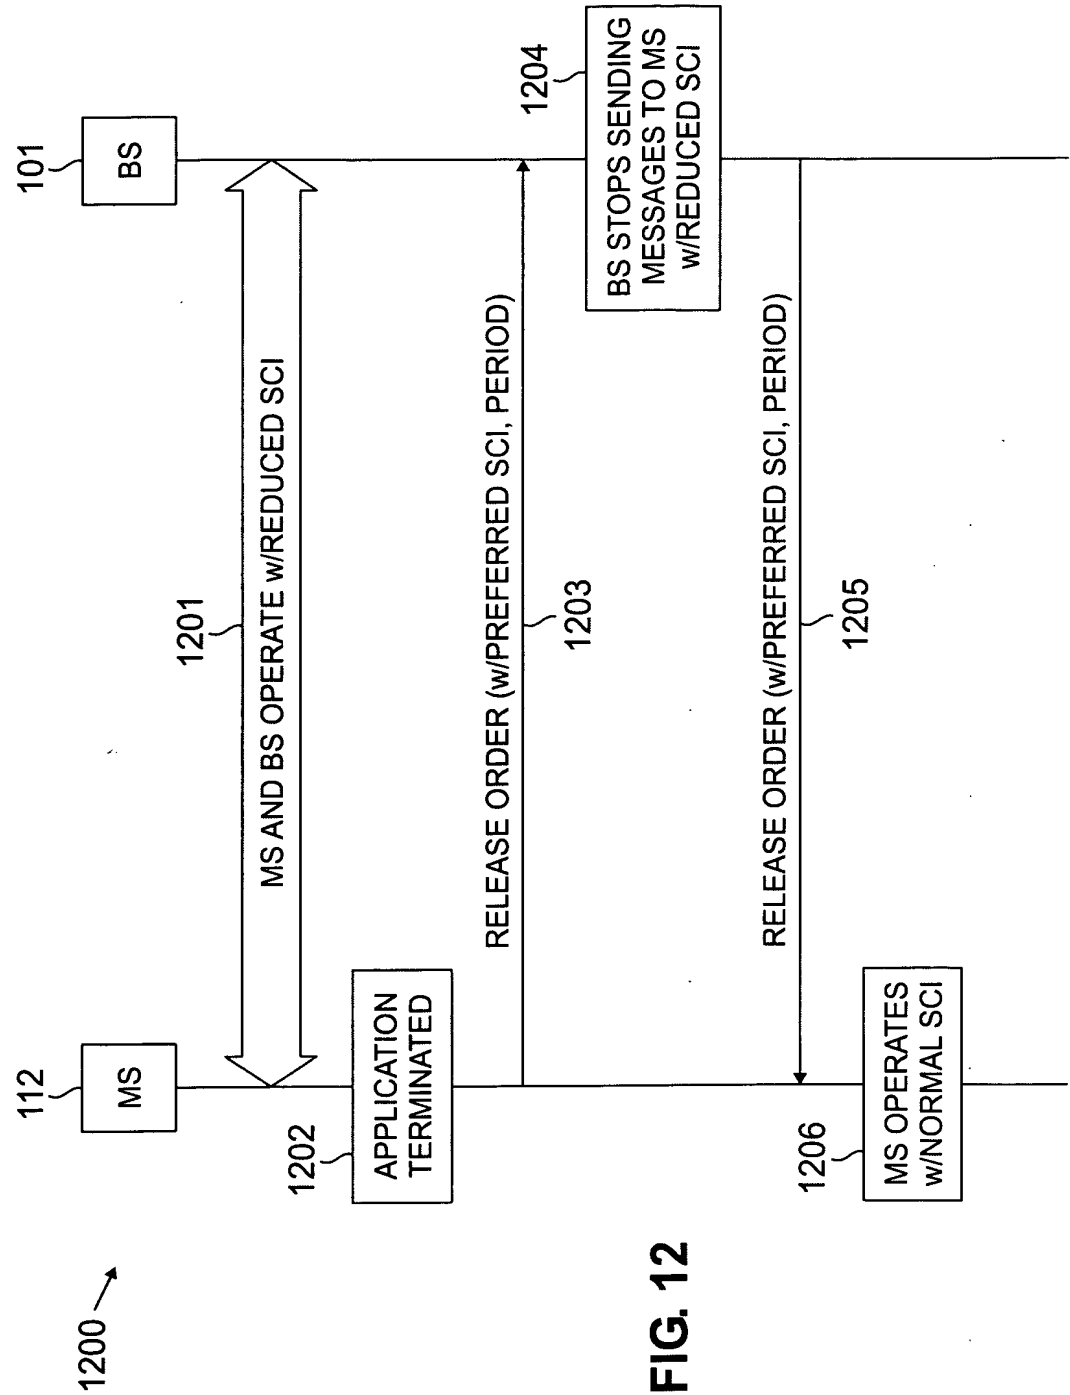 1200
112
MS
101
BS
1201
MS AND BS OPERATE w/REDUCED SCI
1202
APPLICATION
TERMINATED
RELEASE ORDER (w/PREFERRED SCI, PERIOD)
1203
1204
BS STOPS SENDING
MESSAGES TO MS
w/REDUCED SCI
RELEASE ORDER (w/PREFERRED SCI, PERIOD)
1205
1206
MS OPERATES
w/NORMAL SCI
FIG. 12